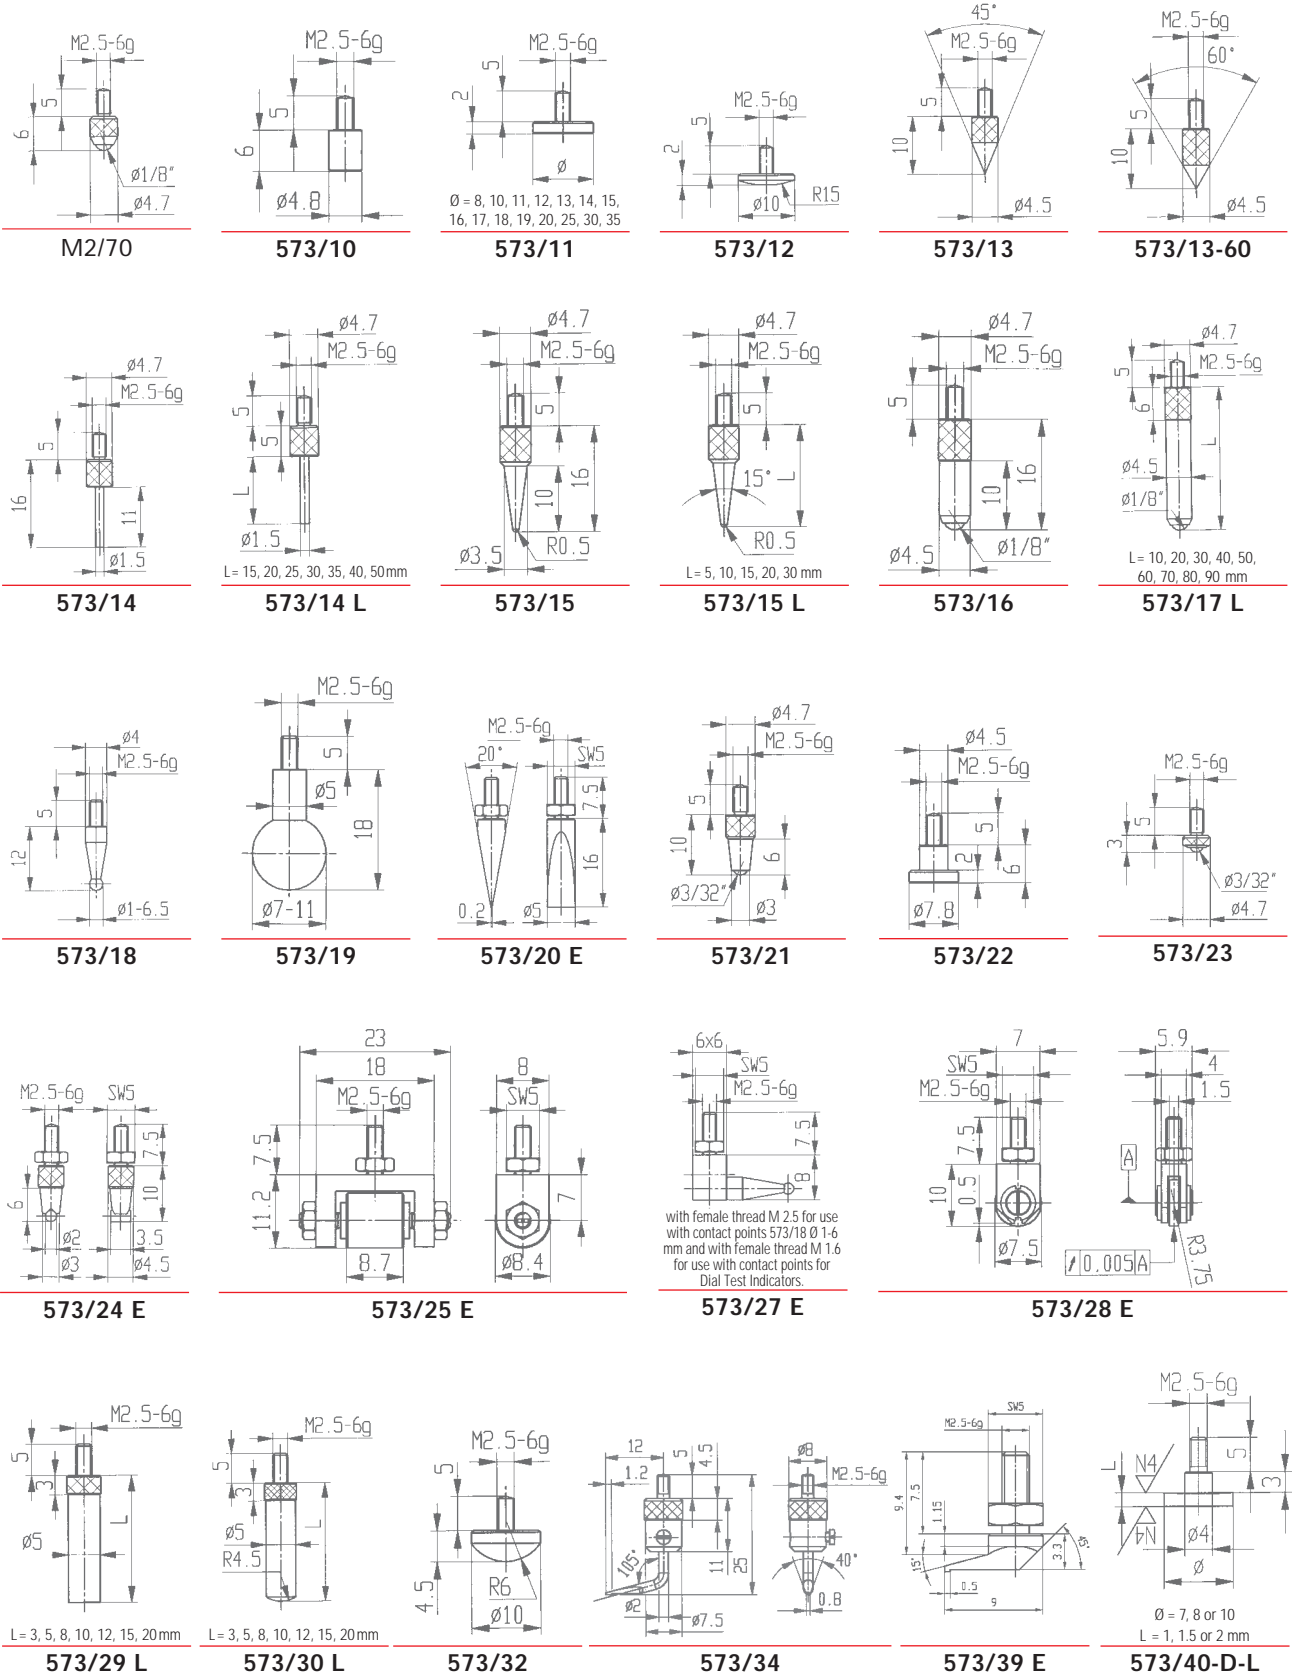 M2.5-6g
5
6
ø1/8"
ø4.7
M2/70
M2.5-6g
5
6
ø4.8
573/10
M2.5-6g
5
2
ø
Ø = 8, 10, 11, 12, 13, 14, 15,
16, 17, 18, 19, 20, 25, 30, 35
573/11
M2.5-6g
5
2
R15
ø10
573/12
45°
M2.5-6g
5
10
ø4.5
573/13
M2.5-6g
60°
5
10
ø4.5
573/13-60
ø4.7
M2.5-6g
5
16
11
ø1.5
573/14
ø4.7
M2.5-6g
5
5
L
ø1.5
L= 15, 20, 25, 30, 35, 40, 50mm
573/14 L
ø4.7
M2.5-6g
5
16
10
R0.5
ø3.5
573/15
ø4.7
M2.5-6g
5
15°
L
R0.5
L= 5, 10, 15, 20, 30 mm
573/15 L
ø4.7
M2.5-6g
5
16
10
ø1/8"
ø4.5
573/16
ø4.7
M2.5-6g
5
6
L
ø4.5
ø1/8"
L= 10, 20, 30, 40, 50,
60, 70, 80, 90 mm
573/17 L
ø4
M2.5-6g
5
12
ø1-6.5
573/18
M2.5-6g
5
ø5
18
ø7-11
573/19
M2.5-6g
20°
SW5
7.5
16
0.2
ø5
573/20 E
ø4.7
M2.5-6g
5
10
6
ø3/32"
ø3
573/21
ø4.5
M2.5-6g
5
2
6
ø7.8
573/22
M2.5-6g
5
3
ø3/32"
ø4.7
573/23
M2.5-6g
SW5
7.5
10
6
ø2
3.5
ø3
ø4.5
573/24 E
23
18
8
M2.5-6g
SW5
7.5
11.2
7
8.7
ø8.4
573/25 E
6x6
SW5
M2.5-6g
7.5
8
with female thread M 2.5 for use
with contact points 573/18 Ø 1-6
mm and with female thread M 1.6
for use with contact points for
Dial Test Indicators.
573/27 E
7
5.9
SW5
4
M2.5-6g
1.5
7.5
A
10
0.5
ø7.5
0.005 A
R3.75
573/28 E
M2.5-6g
5
3
ø5
L
L= 3, 5, 8, 10, 12, 15, 20mm
573/29 L
M2.5-6g
5
3
ø5
R4.5
L
L= 3, 5, 8, 10, 12, 15, 20mm
573/30 L
M2.5-6g
5
4.5
R6
ø10
573/32
12
5
4.5
ø8
1.2
M2.5-6g
105°
11
25
40°
ø2
0.8
ø7.5
573/34
SW5
M2.5-6g
9.4
7.5
1.15
45°
3.3
15°
0.5
9
573/39 E
M2.5-6g
5
L
N4
3
N4
ø4
ø
Ø = 7, 8 or 10
L = 1, 1.5 or 2 mm
573/40-D-L